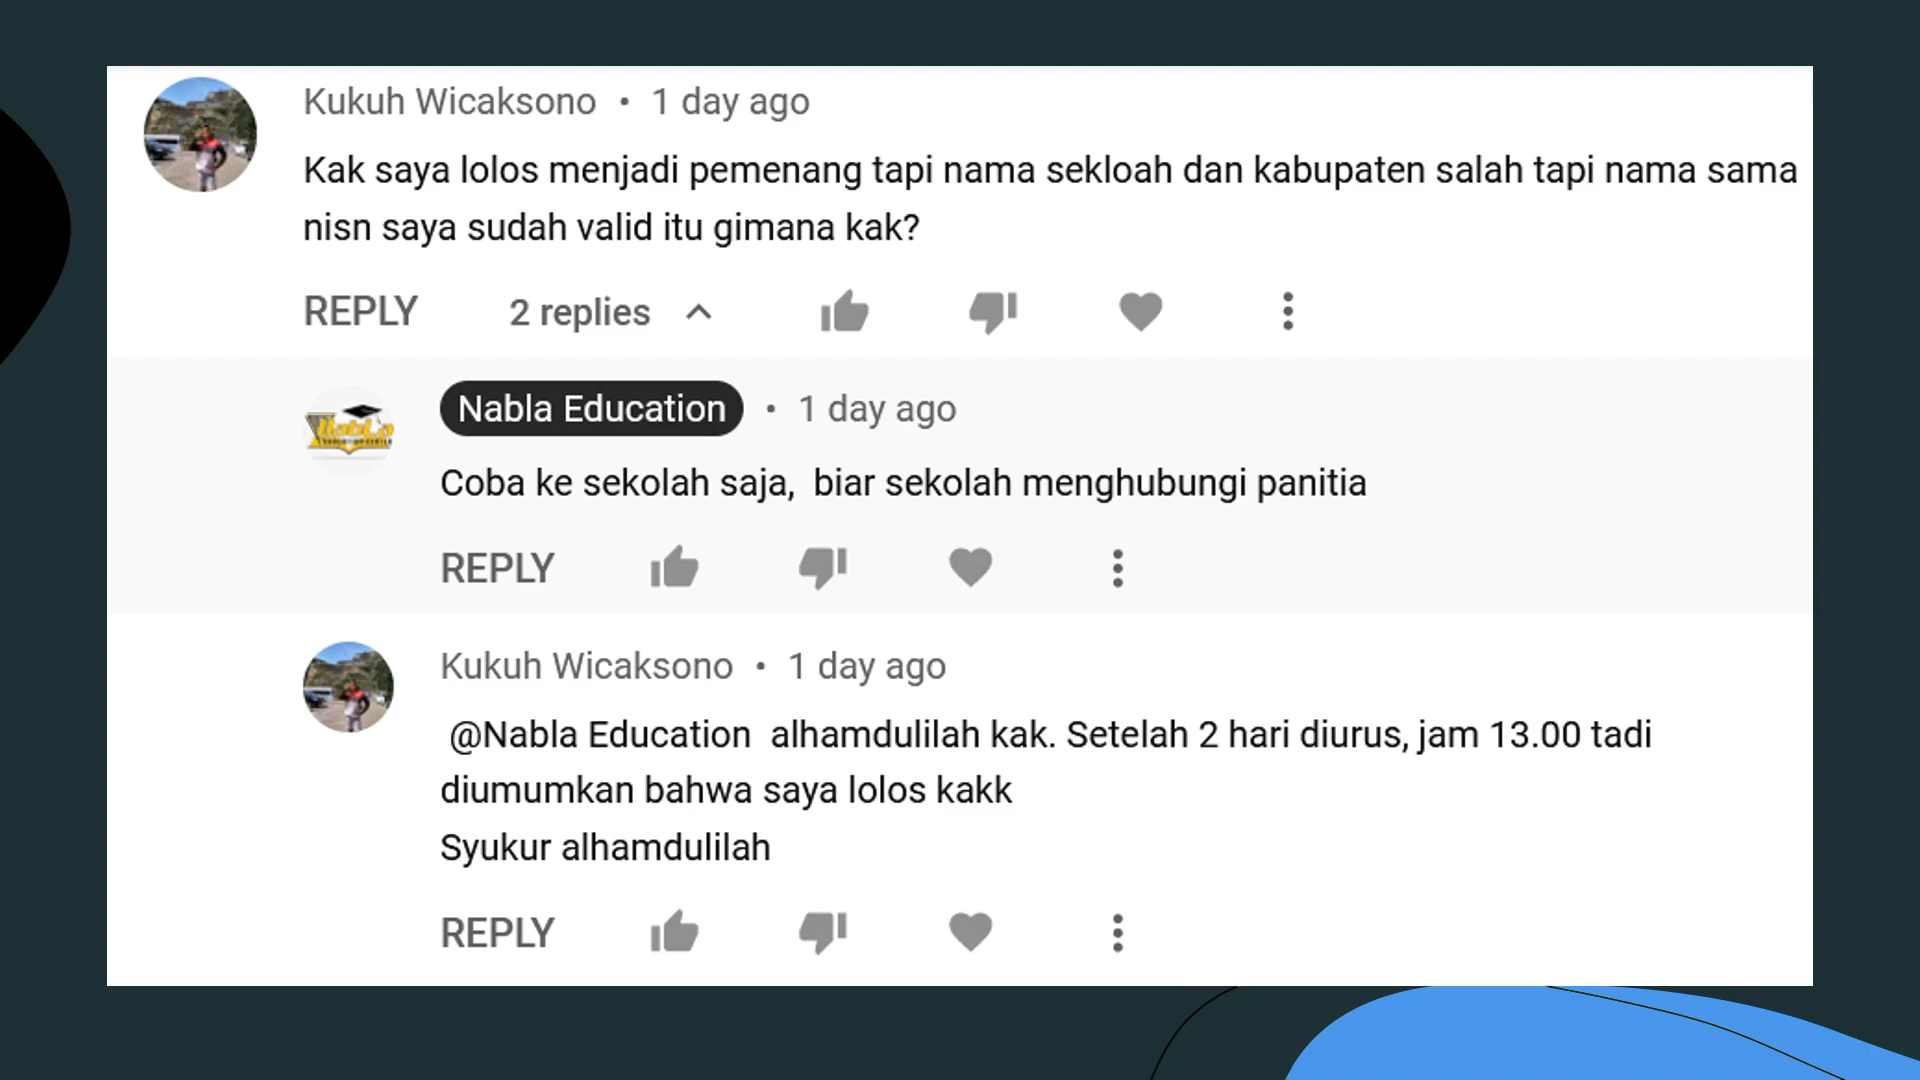 Kukuh Wicaksono • 1 day ago
Kak saya lolos menjadi pemenang tapi nama sekloah dan kabupaten salah tapi nama sama
nisn saya sudah valid itu gimana kak?
REPLY 2 replies
Nabla Education • 1 day ago
Coba ke sekolah saja, biar sekolah menghubungi panitia
REPLY
Kukuh Wicaksono • 1 day ago
@Nabla Education alhamdulilah kak. Setelah 2 hari diurus, jam 13.00 tadi
diumumkan bahwa saya lolos kakk
Syukur alhamdulilah
REPLY